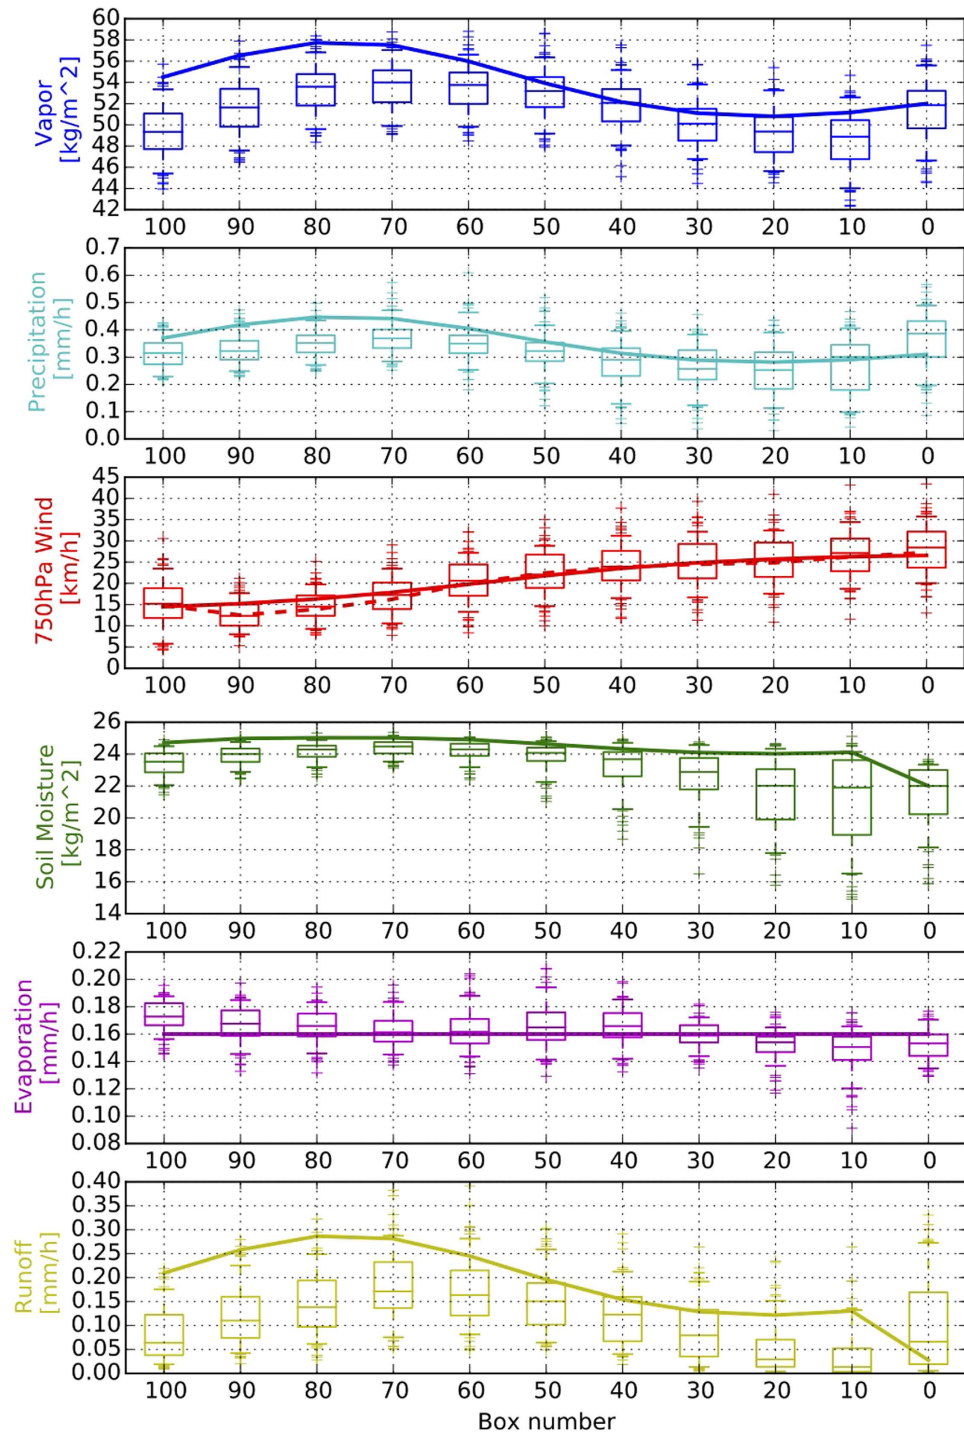 Vapor
[kg/m^2]
60
58
56
54
52
50
48
46
44
42
100 90 80 70 60 50 40 30 20 10 0
Precipitation
[mm/h]
0.7
0.6
0.5
0.4
0.3
0.2
0.1
0.0
100 90 80 70 60 50 40 30 20 10 0
750hPa Wind
[km/h]
45
40
35
30
25
20
15
10
5
0
100 90 80 70 60 50 40 30 20 10 0
Soil Moisture
[kg/m^2]
26
24
22
20
18
16
14
100 90 80 70 60 50 40 30 20 10 0
Evaporation
[mm/h]
0.22
0.20
0.18
0.16
0.14
0.12
0.10
0.08
100 90 80 70 60 50 40 30 20 10 0
Runoff
[mm/h]
0.40
0.35
0.30
0.25
0.20
0.15
0.10
0.05
0.00
100 90 80 70 60 50 40 30 20 10 0
Box number